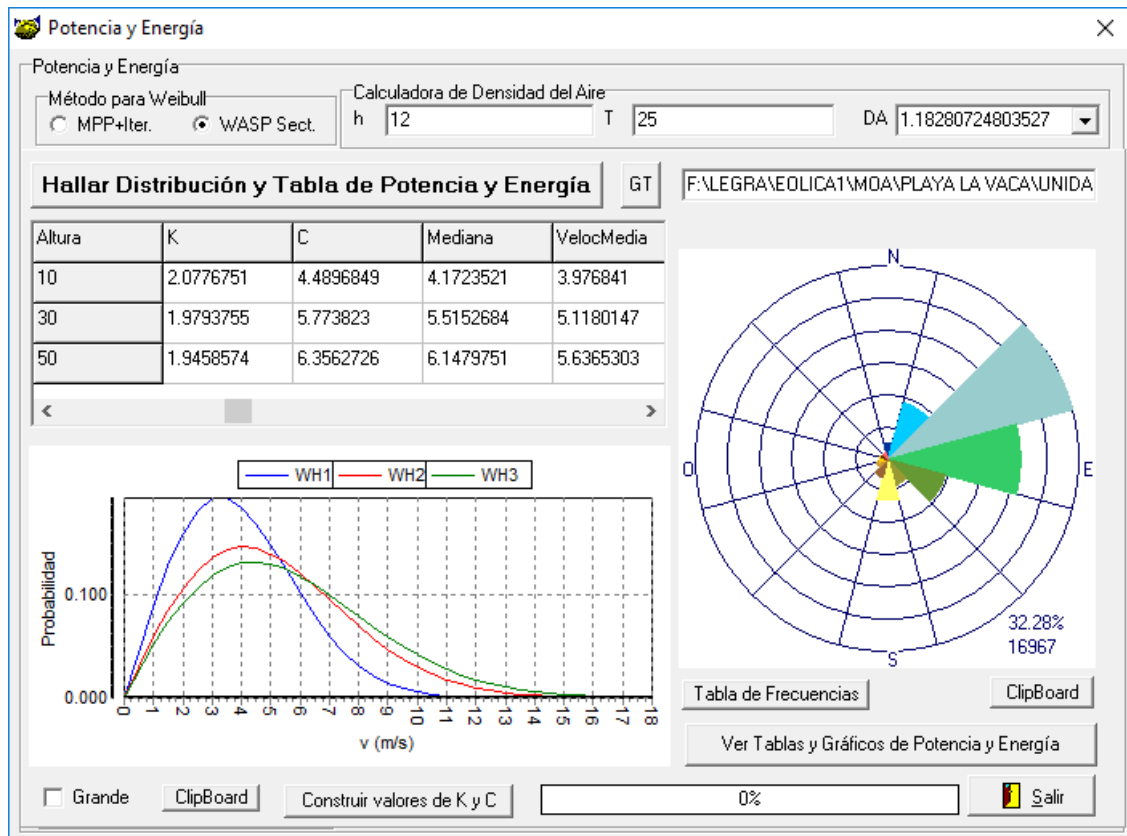 Potencia y Energía
Potencia y Energía
Método para Weibull
MPP+Iter. WASP Sect.
Calculadora de Densidad del Aire
h 12 T 25 DA 1.18280724803527
Hallar Distribución y Tabla de Potencia y Energía GT F:\LEGRA\EOLICA1\MOA\PLAYA LA VACA\UNIDA
Altura K C Mediana VelocMedia
10 2.0776751 4.4896849 4.1723521 3.976841
30 1.9793755 5.773823 5.5152684 5.1180147
50 1.9458574 6.3562726 6.1479751 5.6365303
N
O E
S
32.28%
16967
WH1 WH2 WH3
Probabilidad
0.100
0.000
0 1 2 3 4 5 6 7 8 9 10 11 12 13 14 15 16 17 18
v (m/s)
Tabla de Frecuencias ClipBoard
Ver Tablas y Gráficos de Potencia y Energía
Grande ClipBoard Construir valores de K y C 0% Salir